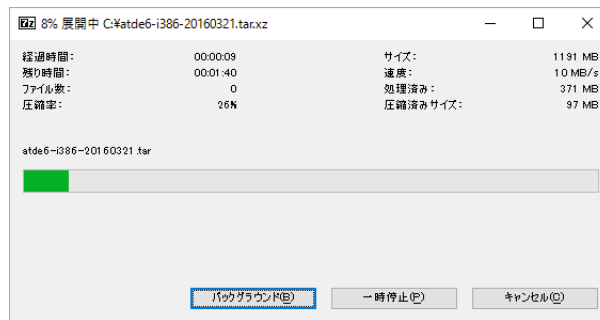 7z 8% 展開中 C:¥atde6-i386-20160321.tar.xz
経過時間: 00:00:09 サイズ: 1191 MB
残り時間: 00:01:40 速度: 10 MB/s
ファイル数: 0 処理済み: 371 MB
圧縮率: 26% 圧縮済みサイズ: 97 MB
atde6-i386-20160321.tar
バックグラウンド(B) 一時停止(P) キャンセル(C)